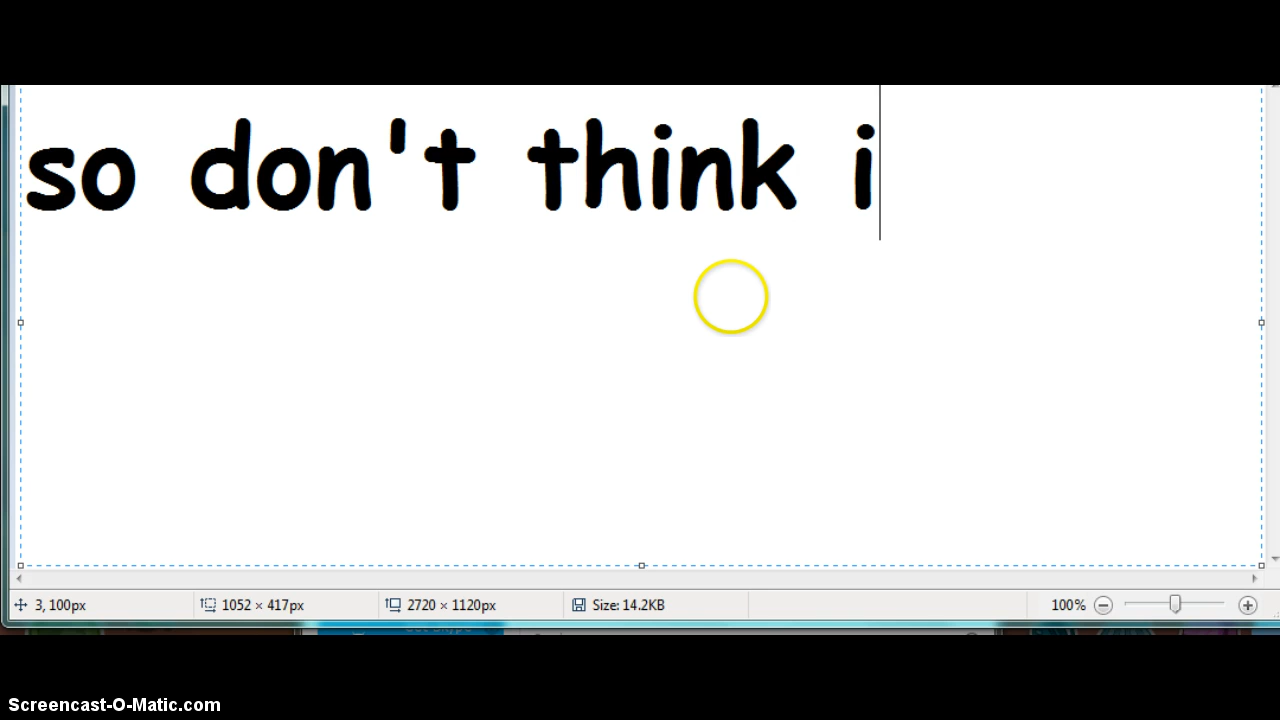 so don't think i
3, 100px 1052 × 417px 2720 × 1120px Size: 14.2KB 100%
Screencast-O-Matic.com